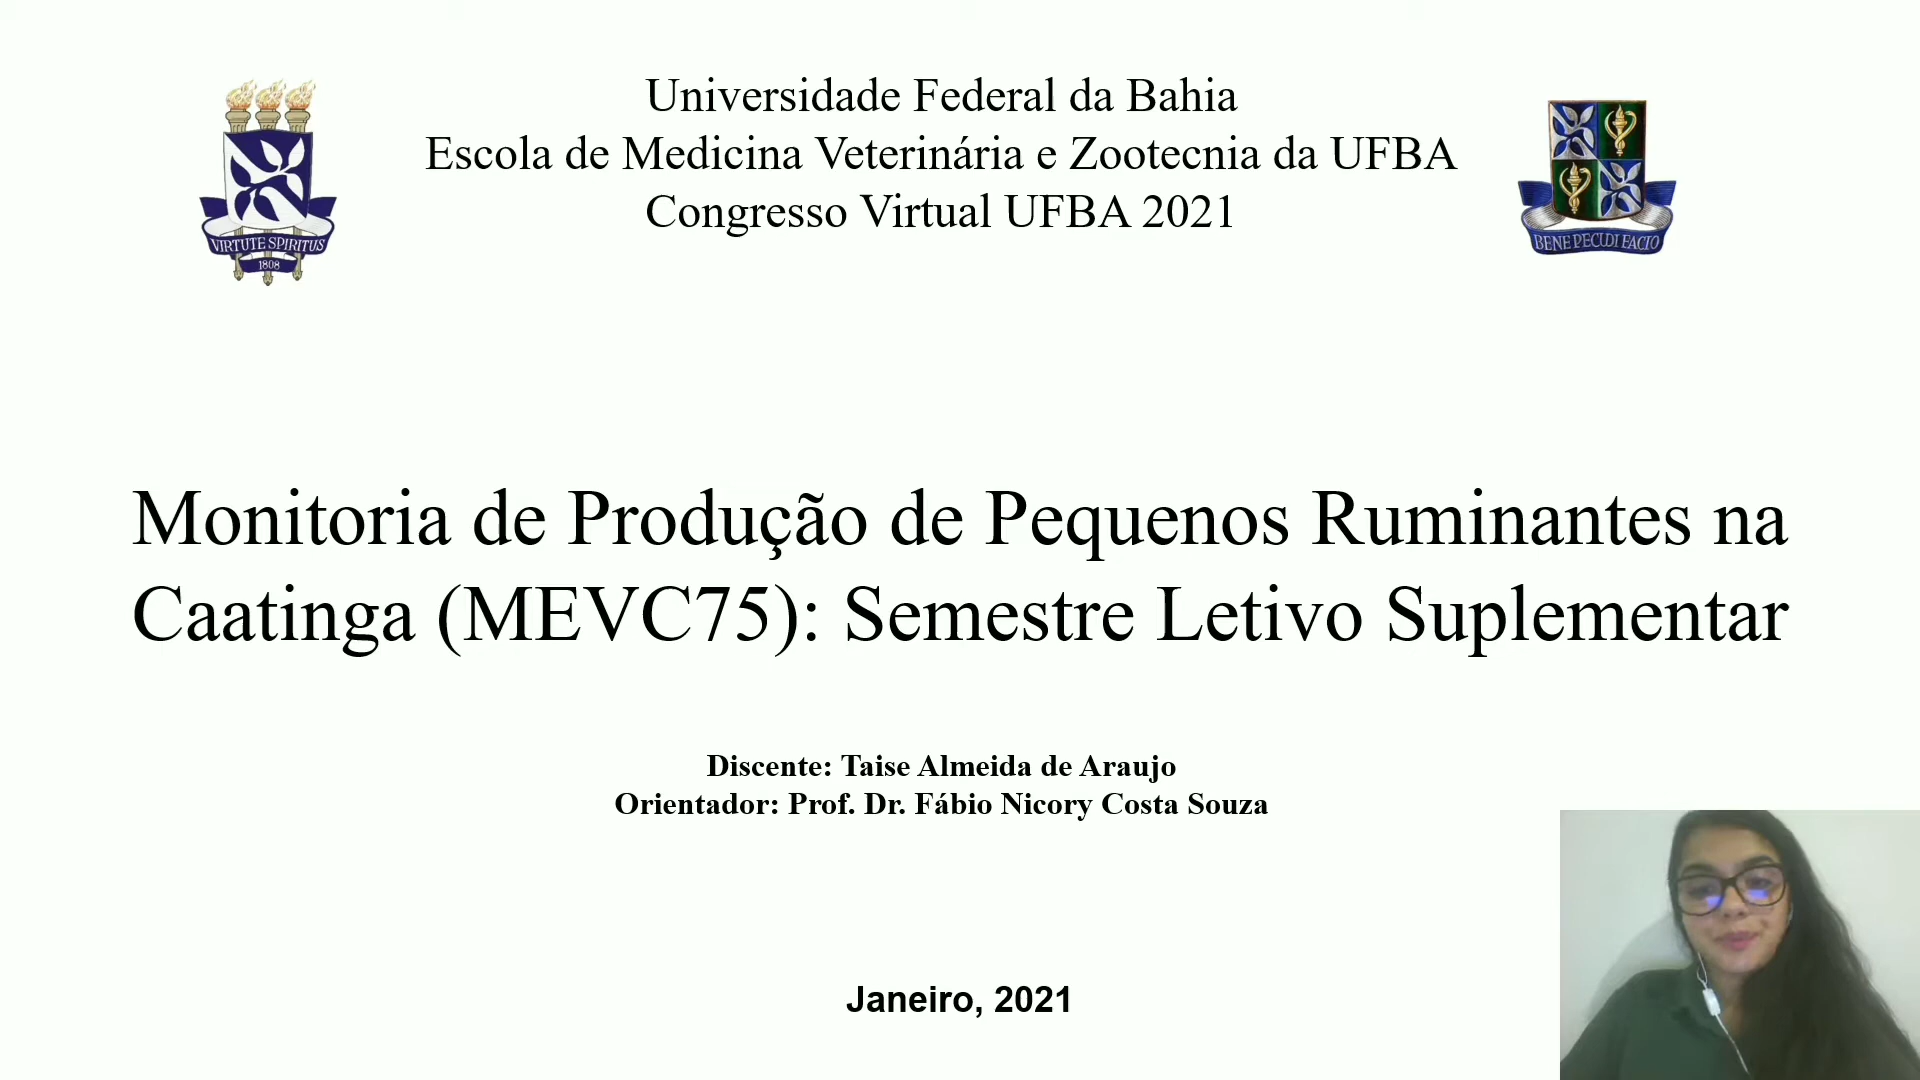 Universidade Federal da Bahia
Escola de Medicina Veterinária e Zootecnia da UFBA
Congresso Virtual UFBA 2021
VIRTUTE SPIRITUS
1808
BENE PECUDI FACIO
Monitoria de Produção de Pequenos Ruminantes na
Caatinga (MEVC75): Semestre Letivo Suplementar
Discente: Taise Almeida de Araujo
Orientador: Prof. Dr. Fábio Nicory Costa Souza
Janeiro, 2021